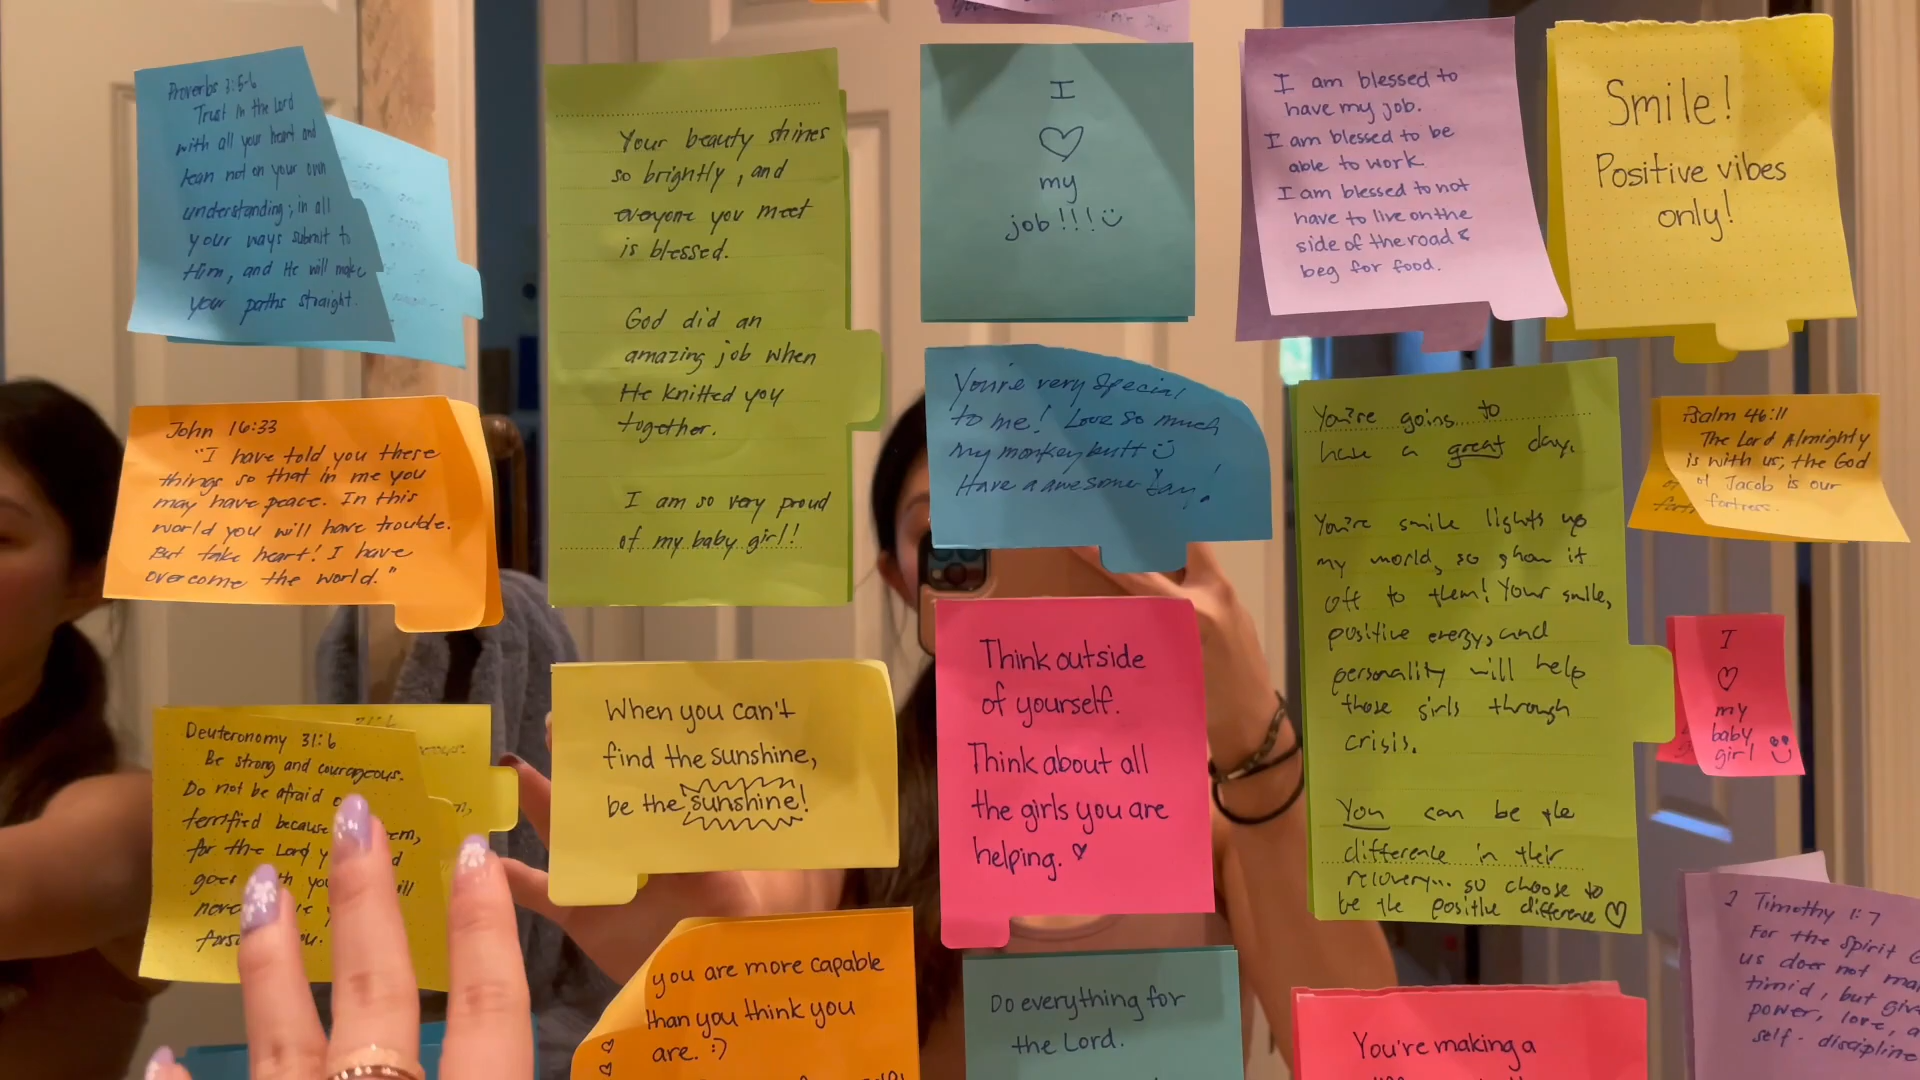 Proverbs 3:5-6
Trust in the Lord
with all your heart and
lean not on your own
understanding; in all
your ways submit to
Him, and He will make
your paths straight.
John 16:33
"I have told you these
things so that in me you
may have peace. In this
world you will have trouble.
But take heart! I have
overcome the world."
Deuteronomy 31:6
Be strong and courageous.
Do not be afraid
terrified because
for the Lord
goes
Your beauty shines
so brightly, and
everyone you meet
is blessed.
God did an
amazing job when
He knitted you
together.
I am so very proud
of my baby girl!
When you can't
find the sunshine,
be the sunshine!
you are more capable
than you think you
are. :)
I
♡
my
job!!! ☺
You're very special
to me! Love so much
my monkey butt ☺
Have a awesome Day!
Think outside
of yourself.
Think about all
the girls you are
helping. ♡
Do everything for
the Lord.
I am blessed to
have my job.
I am blessed to be
able to work
I am blessed to not
have to live on the
side of the road &
beg for food.
Smile!
Positive vibes
only!
You're going to
have a great day.
You're smile lights up
my world, so show it
off to them! Your smile,
positive energy, and
personality will help
those girls through
crisis.
You can be the
difference in their
recovery... so choose to
be the positive difference ♡
You're making a
Psalm 46:11
The Lord Almighty
is with us; the God
of Jacob is our
fortress.
I
♡
my
baby
girl ☺
2 Timothy 1:7
For the Spirit G
us does not ma
timid, but giv
power, love, a
self-discipline